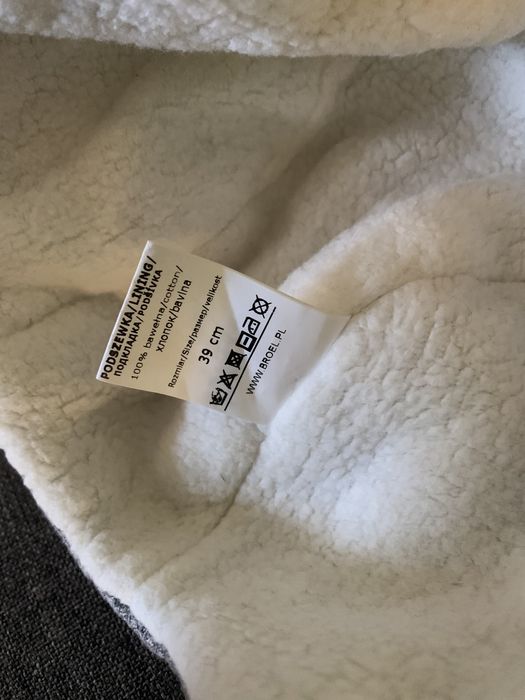 PODSZEWKA/LINING/
ПОДКЛАДКА/PODŠÍVKA
100% bawełna/cotton/
хлопок/bavlna
Rozmiar/Size/размер/velikost
39 cm
WWW.BROEL.PL